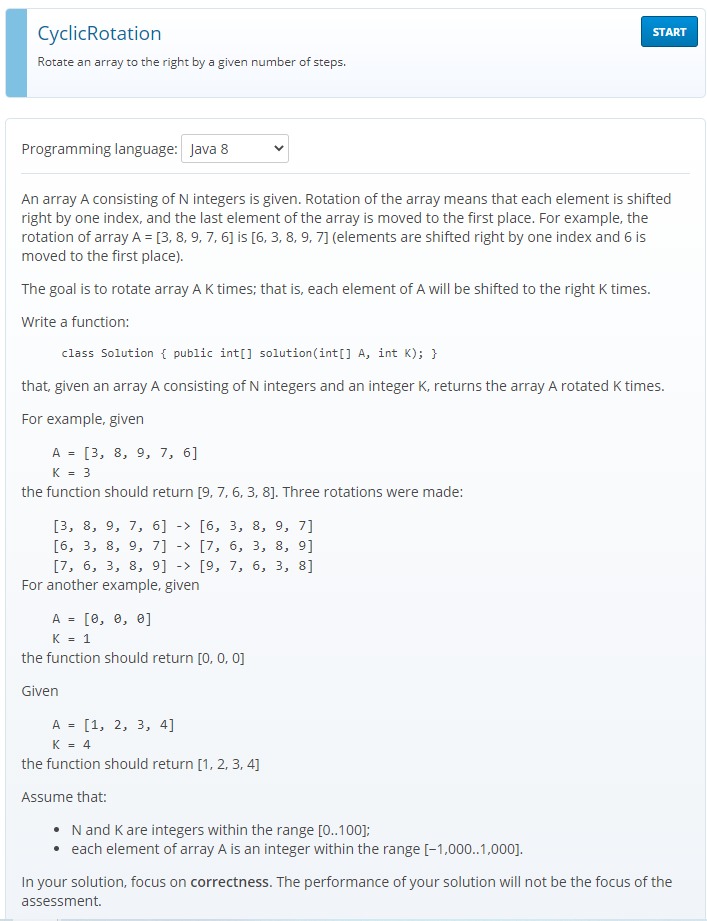 CyclicRotation
START
Rotate an array to the right by a given number of steps.
Programming language: Java 8
An array A consisting of N integers is given. Rotation of the array means that each element is shifted
right by one index, and the last element of the array is moved to the first place. For example, the
rotation of array A = [3, 8, 9, 7, 6] is [6, 3, 8, 9, 7] (elements are shifted right by one index and 6 is
moved to the first place).
The goal is to rotate array A K times; that is, each element of A will be shifted to the right K times.
Write a function:
class Solution { public int[] solution(int[] A, int K); }
that, given an array A consisting of N integers and an integer K, returns the array A rotated K times.
For example, given
A = [3, 8, 9, 7, 6]
K = 3
the function should return [9, 7, 6, 3, 8]. Three rotations were made:
[3, 8, 9, 7, 6] -> [6, 3, 8, 9, 7]
[6, 3, 8, 9, 7] -> [7, 6, 3, 8, 9]
[7, 6, 3, 8, 9] -> [9, 7, 6, 3, 8]
For another example, given
A = [0, 0, 0]
K = 1
the function should return [0, 0, 0]
Given
A = [1, 2, 3, 4]
K = 4
the function should return [1, 2, 3, 4]
Assume that:
• N and K are integers within the range [0..100];
• each element of array A is an integer within the range [−1,000..1,000].
In your solution, focus on correctness. The performance of your solution will not be the focus of the
assessment.